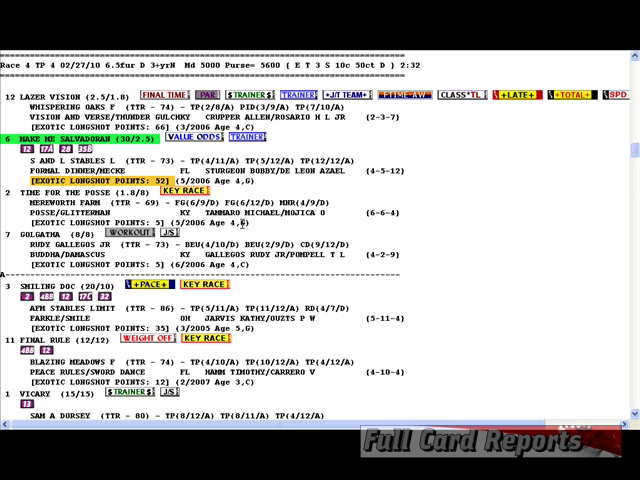 Race 4 TP 4 02/27/10 6.5fur D 3+yrN Md 5000 Purse= 5600 { E T 3 S 10c 50ct D } 2:32
12 LAZER VISION (2.5/1.8) FINAL TIME PAR $TRAINER$ TRAINER +J/T TEAM+ F TIME-AW CLASS*TL +LATE+ +TOTAL+ SPD
WHISPERING OAKS F (TTR - 74) - TP(2/8/A) PID(3/9/A) TP(7/10/A)
VISION AND VERSE/THUNDER GULCHKY CRUPPER ALLEN/ROSARIO H L JR {2-3-7}
[EXOTIC LONGSHOT POINTS: 66] (3/2006 Age 4,C)
6 MAKE ME SALVADORAN (30/2.5) VALUE ODDS TRAINER
12 17A 28 35B
S AND L STABLES L (TTR - 73) - TP(4/11/A) TP(5/12/A) TP(12/12/A)
FORMAL DINNER/MECKE FL STURGEON BOBBY/DE LEON AZAEL {4-5-12}
[EXOTIC LONGSHOT POINTS: 52] (5/2006 Age 4,G)
2 TIME FOR THE POSSE (1.8/8) KEY RACE
MEREWORTH FARM (TTR - 69) - FG(6/9/D) FG(6/12/D) MNR(4/9/D)
POSSE/GLITTERMAN KY TAMMARO MICHAEL/MOJICA O {6-6-4}
[EXOTIC LONGSHOT POINTS: 5] (5/2006 Age 4,G)
7 GOLGATHA (8/8) WORKOUT J/S
RUDY GALLEGOS JR (TTR - 73) - BEU(4/10/D) BEU(2/9/D) CD(9/12/D)
BUDDHA/DAMASCUS KY GALLEGOS RUDY JR/POMPELL T L {4-2-9}
[EXOTIC LONGSHOT POINTS: 5] (6/2006 Age 4,C)
A
3 SMILING DOC (20/10) +PACE+ KEY RACE
2 4BB 12 17C 32
AFM STABLES LIMIT (TTR - 86) - TP(5/11/A) TP(12/11/A) RD(4/7/D)
FARKLE/SMILE OH JARVIS KATHY/OUZTS P W {5-11-4}
[EXOTIC LONGSHOT POINTS: 35] (3/2005 Age 5,G)
11 FINAL RULE (12/12) WEIGHT OFF KEY RACE
4BB 12
BLAZING MEADOWS F (TTR - 74) - TP(4/10/A) TP(10/12/A) TP(4/12/A)
PEACE RULES/SWORD DANCE FL HAMM TIMOTHY/CARRERO V {4-10-4}
[EXOTIC LONGSHOT POINTS: 12] (2/2007 Age 3,C)
1 VICARY (15/15) $TRAINER$ J/S
13
SAM A DORSEY (TTR - 80) - TP(8/12/A) TP(8/11/A) TP(4/12/A)
Full Card Reports